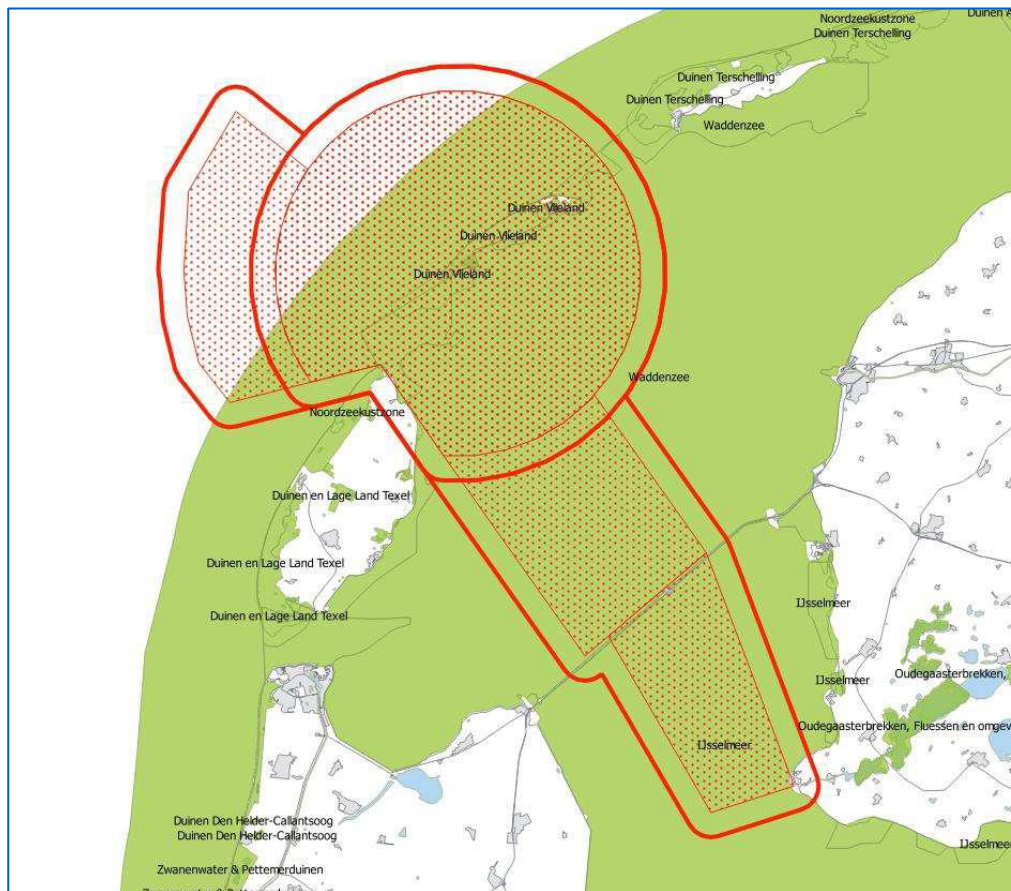 Noordzeekustzone
Duinen
Duinen Terschelling
Duinen Terschelling
Duinen Terschelling
Waddenzee
Duinen Vlieland
Duinen Vlieland
Duinen Vlieland
Waddenzee
Noordzeekustzone
Duinen en Lage Land Texel
Duinen en Lage Land Texel
IJsselmeer
Duinen en Lage Land Texel
Oudegaasterbrekken,
IJsselmeer
Oudegaasterbrekken, Fluessen en omgev
IJsselmeer
Duinen Den Helder-Callantsoog
Duinen Den Helder-Callantsoog
IJsselmeer
Zwanenwater & Pettemerduinen